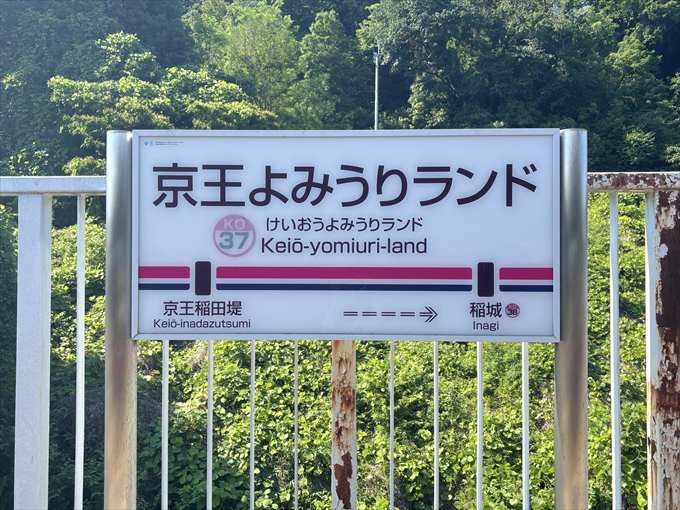 京王よみうりランド
KO
37
けいおうよみうりランド
Keiō-yomiuri-land
京王稲田堤
Keiō-inadazutsumi
稲城
38
Inagi